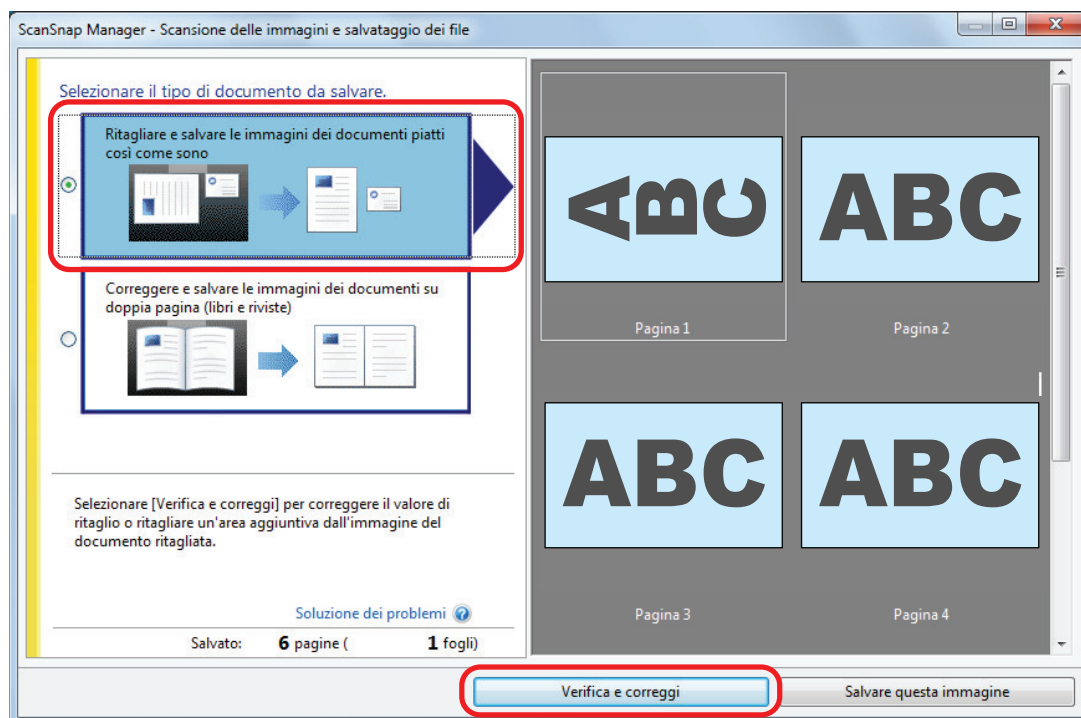 ScanSnap Manager - Scansione delle immagini e salvataggio dei file
Selezionare il tipo di documento da salvare.
Ritagliare e salvare le immagini dei documenti piatti
così come sono
Correggere e salvare le immagini dei documenti su
doppia pagina (libri e riviste)
Selezionare [Verifica e correggi] per correggere il valore di
ritaglio o ritagliare un'area aggiuntiva dall'immagine del
documento ritagliata.
Soluzione dei problemi ?
Salvato: 6 pagine ( 1 fogli)
ABC
Pagina 1
ABC
Pagina 2
ABC
Pagina 3
ABC
Pagina 4
Verifica e correggi
Salvare questa immagine